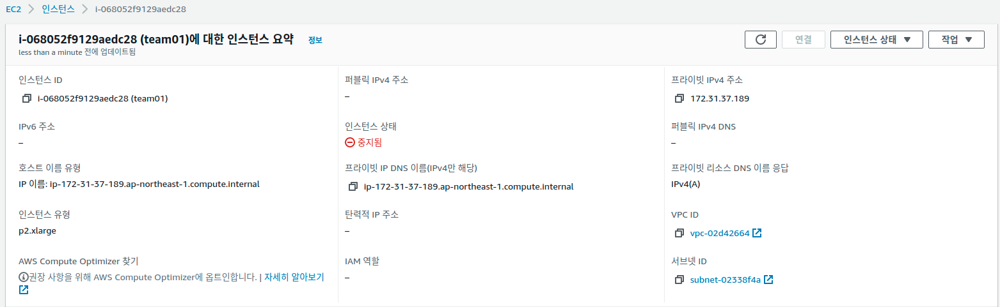 EC2 > 인스턴스 > i-068052f9129aedc28
i-068052f9129aedc28 (team01)에 대한 인스턴스 요약 정보
less than a minute 전에 업데이트됨
연결 인스턴스 상태 ▼ 작업 ▼
인스턴스 ID
i-068052f9129aedc28 (team01)
퍼블릭 IPv4 주소
–
프라이빗 IPv4 주소
172.31.37.189
IPv6 주소
–
인스턴스 상태
중지됨
퍼블릭 IPv4 DNS
–
호스트 이름 유형
IP 이름: ip-172-31-37-189.ap-northeast-1.compute.internal
프라이빗 IP DNS 이름(IPv4만 해당)
ip-172-31-37-189.ap-northeast-1.compute.internal
프라이빗 리소스 DNS 이름 응답
IPv4(A)
인스턴스 유형
p2.xlarge
탄력적 IP 주소
–
VPC ID
vpc-02d42664
AWS Compute Optimizer 찾기
권장 사항을 위해 AWS Compute Optimizer에 옵트인합니다. | 자세히 알아보기
IAM 역할
–
서브넷 ID
subnet-02338f4a